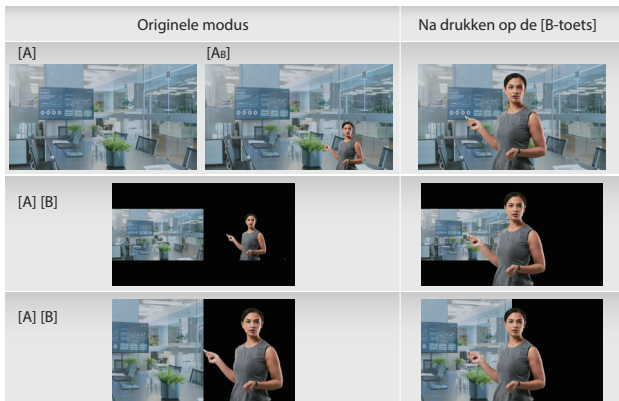 Originele modus
Na drukken op de [B-toets]
[A]
[AB]
[A] [B]
[A] [B]